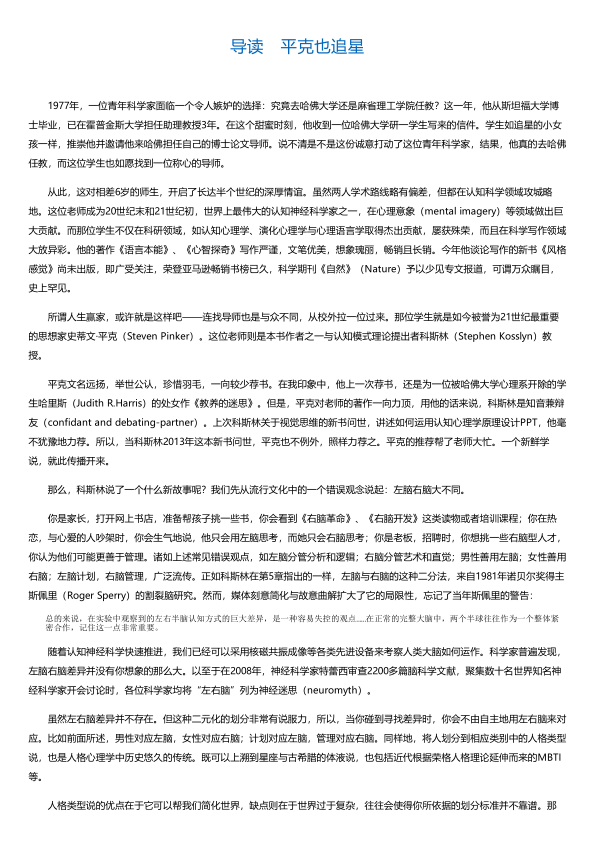 导读　平克也追星
1977年，一位青年科学家面临一个令人嫉妒的选择：究竟去哈佛大学还是麻省理工学院任教？这一年，他从斯坦福大学博
士毕业，已在霍普金斯大学担任助理教授3年。在这个甜蜜时刻，他收到一位哈佛大学研一学生写来的信件。学生如追星的小女
孩一样，推崇他并邀请他来哈佛担任自己的博士论文导师。说不清是不是这份诚意打动了这位青年科学家，结果，他真的去哈佛
任教，而这位学生也如愿找到一位称心的导师。
从此，这对相差6岁的师生，开启了长达半个世纪的深厚情谊。虽然两人学术路线略有偏差，但都在认知科学领域攻城略
地。这位老师成为20世纪末和21世纪初，世界上最伟大的认知神经科学家之一，在心理意象（mental imagery）等领域做出巨
大贡献。而那位学生不仅在科研领域，如认知心理学、演化心理学与心理语言学取得杰出贡献，屡获殊荣，而且在科学写作领域
大放异彩。他的著作《语言本能》、《心智探奇》写作严谨，文笔优美，想象瑰丽，畅销且长销。今年他谈论写作的新书《风格
感觉》尚未出版，即广受关注，荣登亚马逊畅销书榜已久，科学期刊《自然》（Nature）予以少见专文报道，可谓万众瞩目，
史上罕见。
所谓人生赢家，或许就是这样吧——连找导师也是与众不同，从校外拉一位过来。那位学生就是如今被誉为21世纪最重要
的思想家史蒂文·平克（Steven Pinker）。这位老师则是本书作者之一与认知模式理论提出者科斯林（Stephen Kosslyn）教
授。
平克文名远扬，举世公认，珍惜羽毛，一向较少荐书。在我印象中，他上一次荐书，还是为一位被哈佛大学心理系开除的学
生哈里斯（Judith R.Harris）的处女作《教养的迷思》。但是，平克对老师的著作一向力顶，用他的话来说，科斯林是知音兼辩
友（confidant and debating-partner）。上次科斯林关于视觉思维的新书问世，讲述如何运用认知心理学原理设计PPT，他毫
不犹豫地力荐。所以，当科斯林2013年这本新书问世，平克也不例外，照样力荐之。平克的推荐帮了老师大忙。一个新鲜学
说，就此传播开来。
那么，科斯林说了一个什么新故事呢？我们先从流行文化中的一个错误观念说起：左脑右脑大不同。
你是家长，打开网上书店，准备帮孩子挑一些书，你会看到《右脑革命》、《右脑开发》这类读物或者培训课程；你在热
恋，与心爱的人吵架时，你会生气地说，他只会用左脑思考，而她只会右脑思考；你是老板，招聘时，你想挑一些右脑型人才，
你认为他们可能更善于管理。诸如上述常见错误观点，如左脑分管分析和逻辑；右脑分管艺术和直觉；男性善用左脑；女性善用
右脑；左脑计划，右脑管理，广泛流传。正如科斯林在第5章指出的一样，左脑与右脑的这种二分法，来自1981年诺贝尔奖得主
斯佩里（Roger Sperry）的割裂脑研究。然而，媒体刻意简化与故意曲解扩大了它的局限性，忘记了当年斯佩里的警告：
总的来说，在实验中观察到的左右半脑认知方式的巨大差异，是一种容易失控的观点……在正常的完整大脑中，两个半球往往作为一个整体紧
密合作，记住这一点非常重要。
随着认知神经科学快速推进，我们已经可以采用核磁共振成像等各类先进设备来考察人类大脑如何运作。科学家普遍发现，
左脑右脑差异并没有你想象的那么大。以至于在2008年，神经科学家特蕾西审查2200多篇脑科学文献，聚集数十名世界知名神
经科学家开会讨论时，各位科学家均将“左右脑”列为神经迷思（neuromyth）。
虽然左右脑差异并不存在。但这种二元化的划分非常有说服力，所以，当你碰到寻找差异时，你会不由自主地用左右脑来对
应。比如前面所述，男性对应左脑，女性对应右脑；计划对应左脑，管理对应右脑。同样地，将人划分到相应类别中的人格类型
说，也是人格心理学中历史悠久的传统。既可以上溯到星座与古希腊的体液说，也包括近代根据荣格人格理论延伸而来的MBTI
等。
人格类型说的优点在于它可以帮我们简化世界，缺点则在于世界过于复杂，往往会使得你所依据的划分标准并不靠谱。那